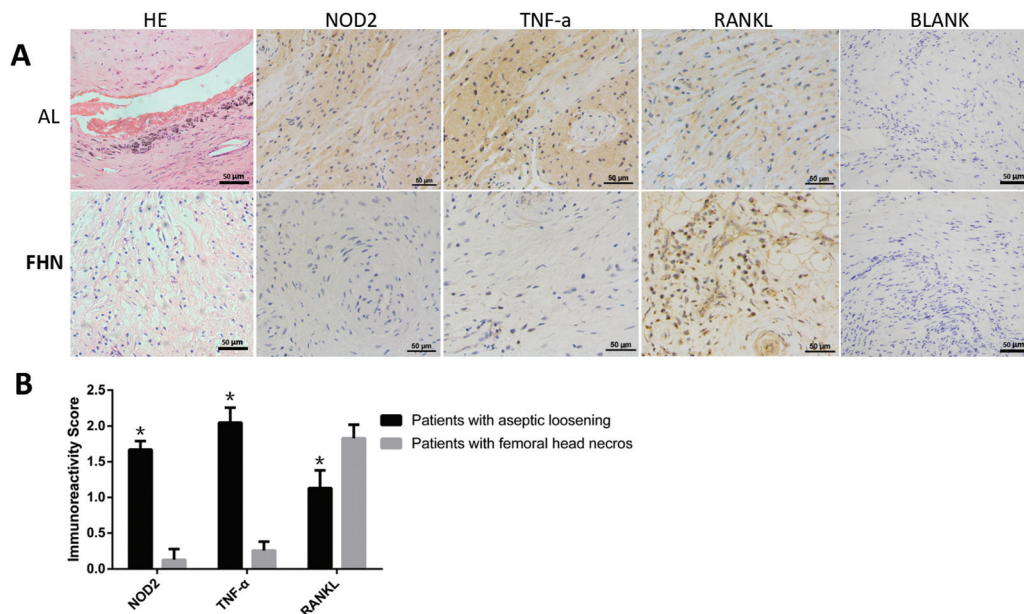 HE NOD2 TNF-a RANKL BLANK
A
AL
50 μm 50 μm 50 μm 50 μm 50 μm
FHN
50 μm 50 μm 50 μm 50 μm 50 μm
B
Immunoreactivity Score
2.5
2.0
1.5
1.0
0.5
0.0
* * *
NOD2 TNF-α RANKL
Patients with aseptic loosening
Patients with femoral head necros